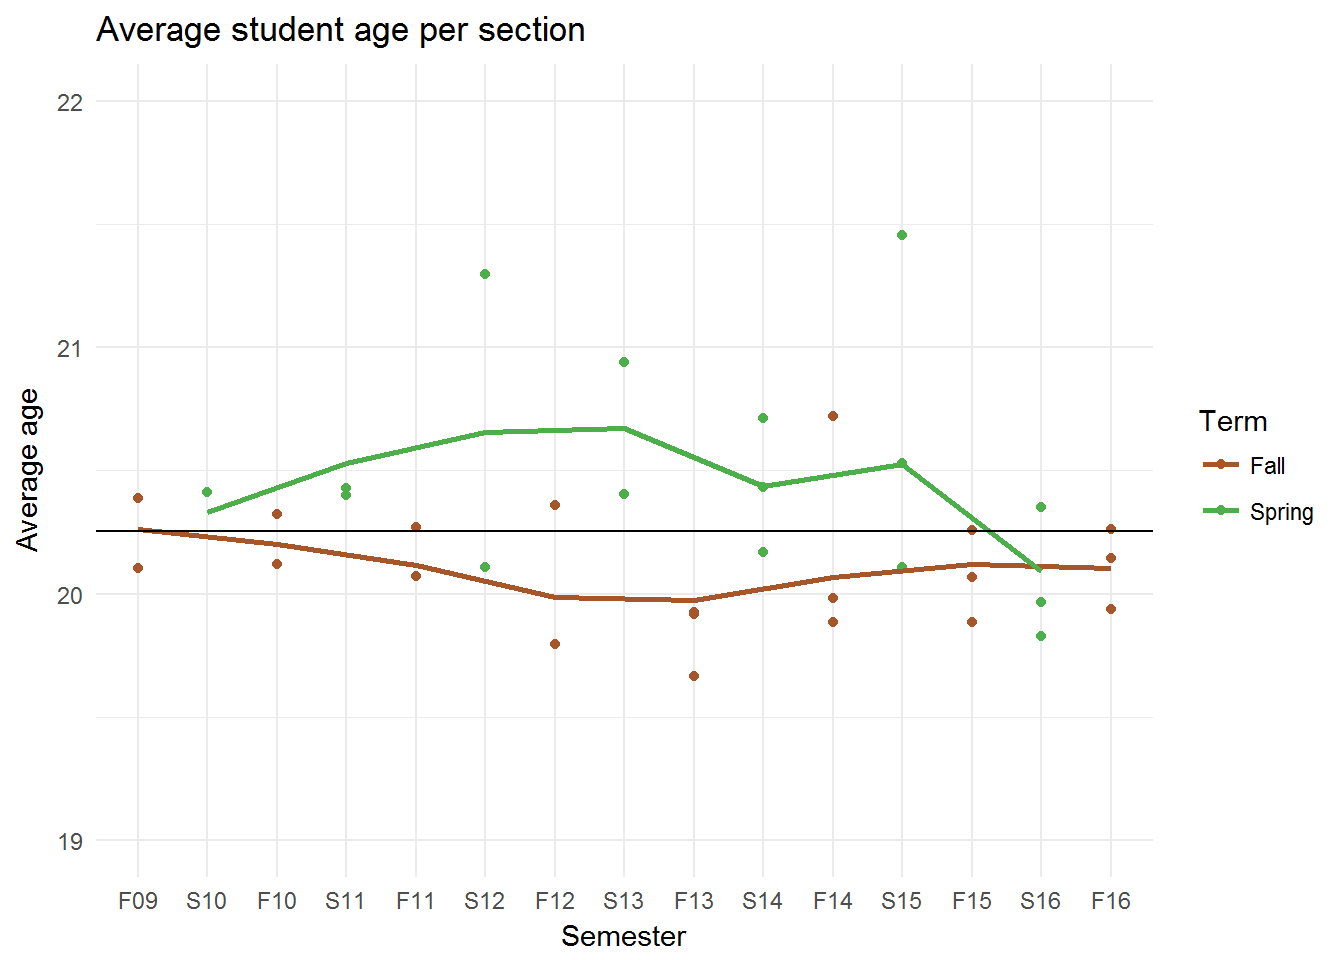 Average student age per section
22
21
20
19
Average age
F09 S10 F10 S11 F11 S12 F12 S13 F13 S14 F14 S15 F15 S16 F16
Semester
Term
Fall
Spring